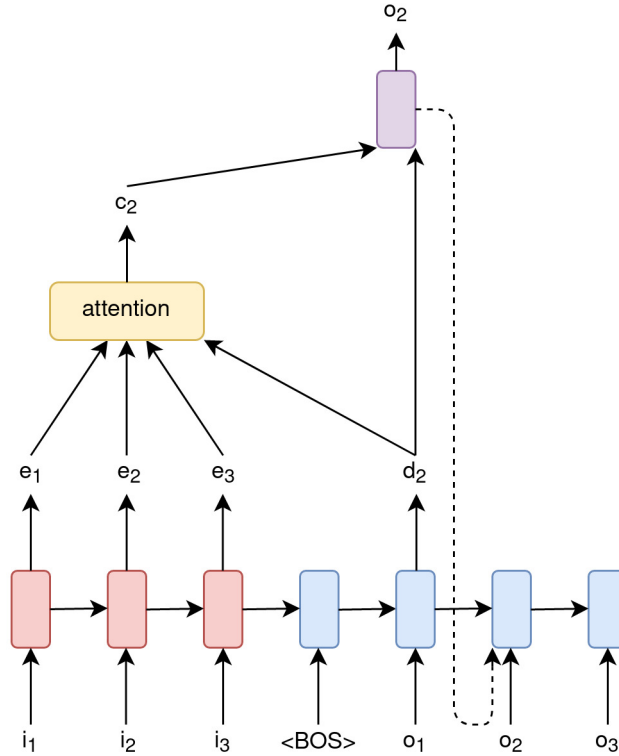 o₂
c₂
attention
e₁ e₂ e₃ d₂
i₁ i₂ i₃ <BOS> o₁ o₂ o₃